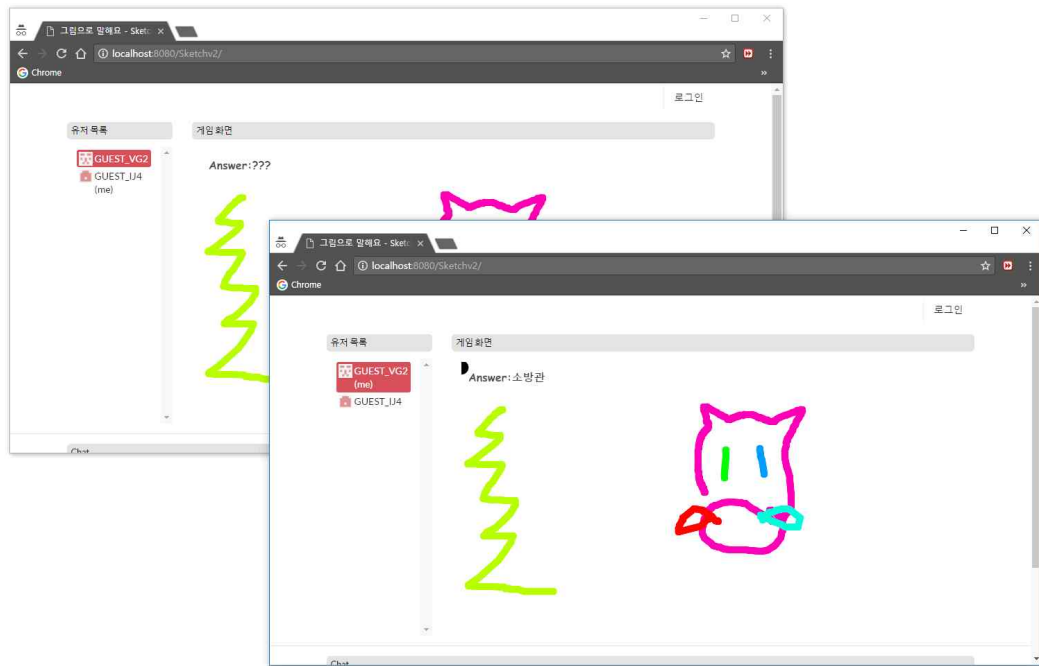 그림으로 말해요 - Sketc
localhost:8080/Sketchv2/
Chrome
로그인
유저 목록
게임 화면
GUEST_VG2
GUEST_IJ4
(me)
Answer:???
Chat
그림으로 말해요 - Sketc
localhost:8080/Sketchv2/
Chrome
로그인
유저 목록
게임 화면
GUEST_VG2
(me)
GUEST_IJ4
Answer:소방관
Chat